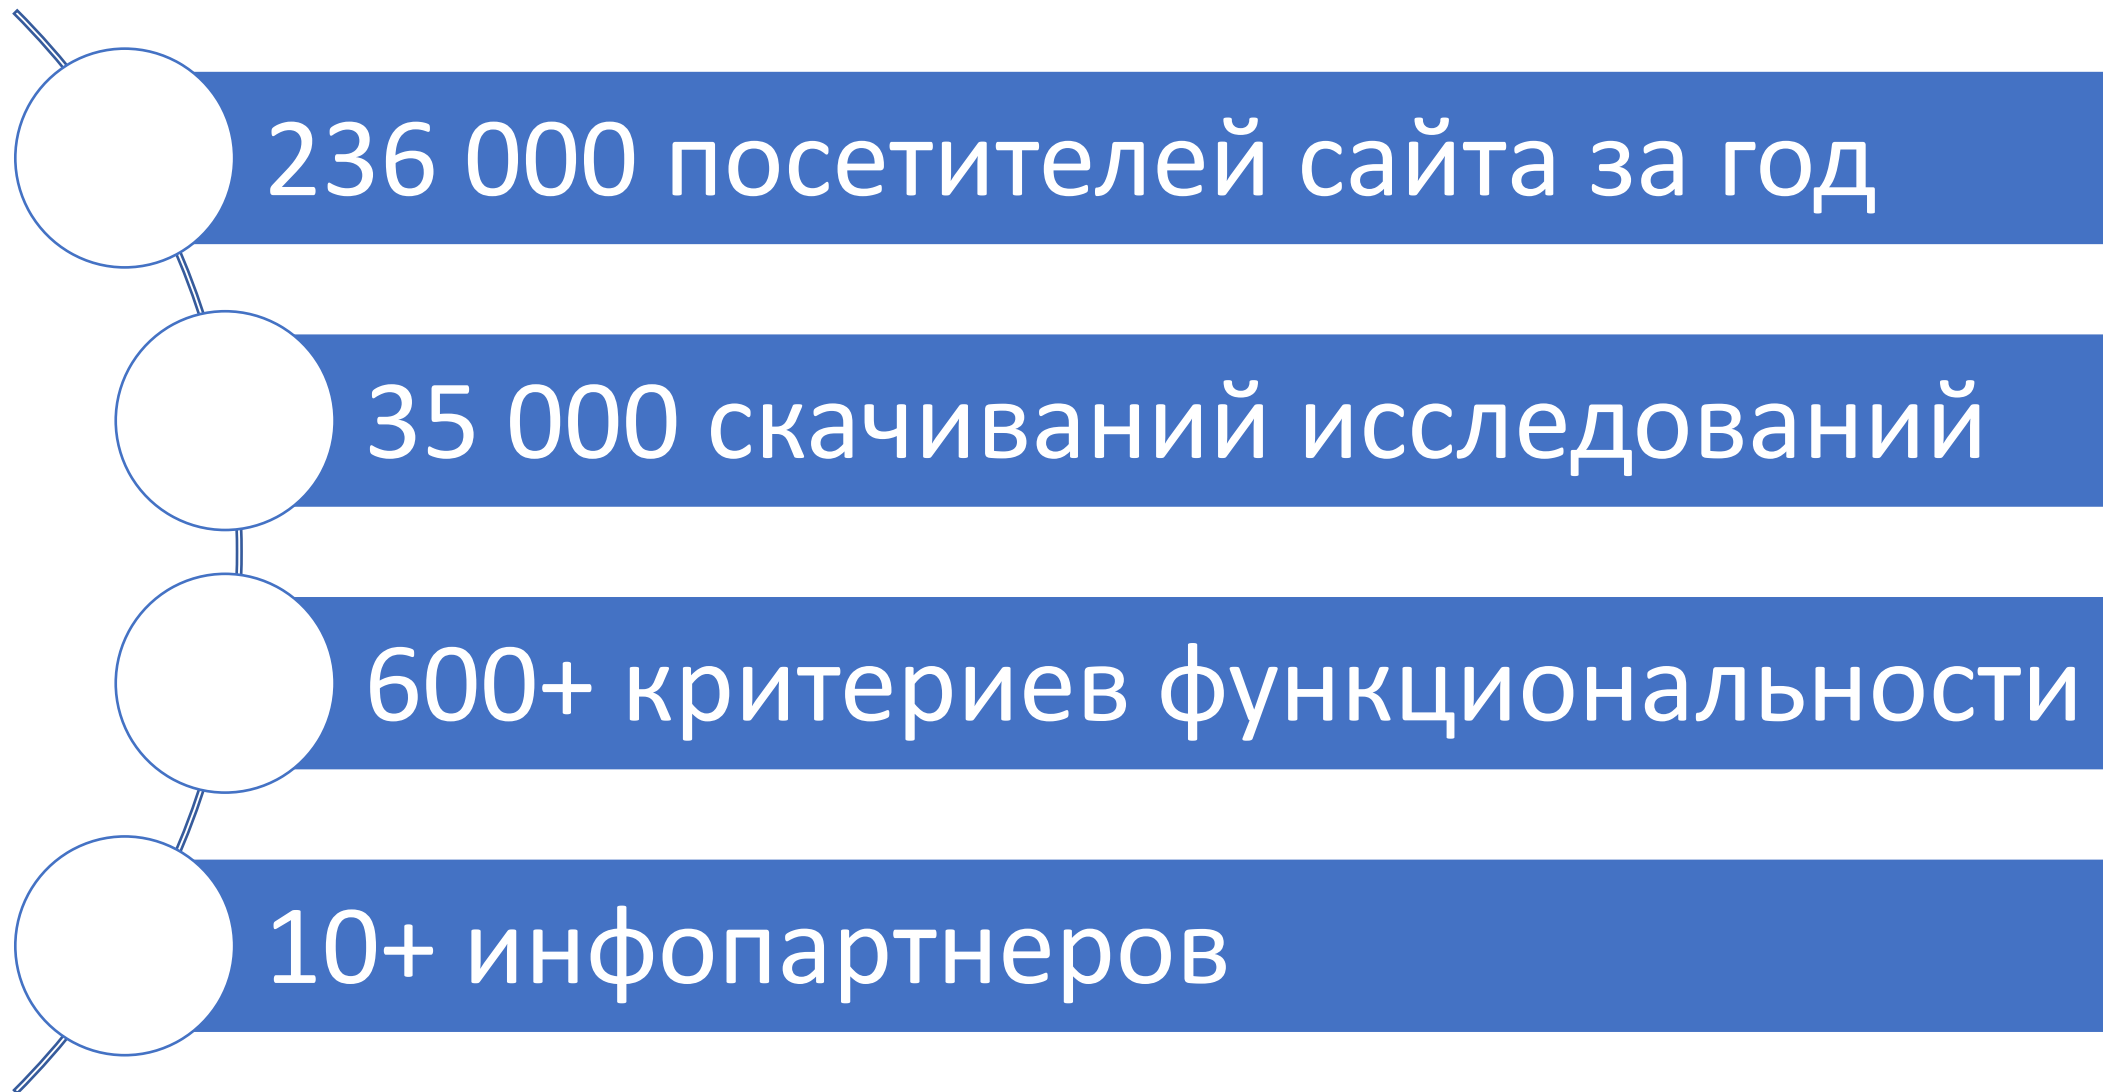 236 000 посетителей сайта за год
35 000 скачиваний исследований
600+ критериев функциональности
10+ инфопартнеров